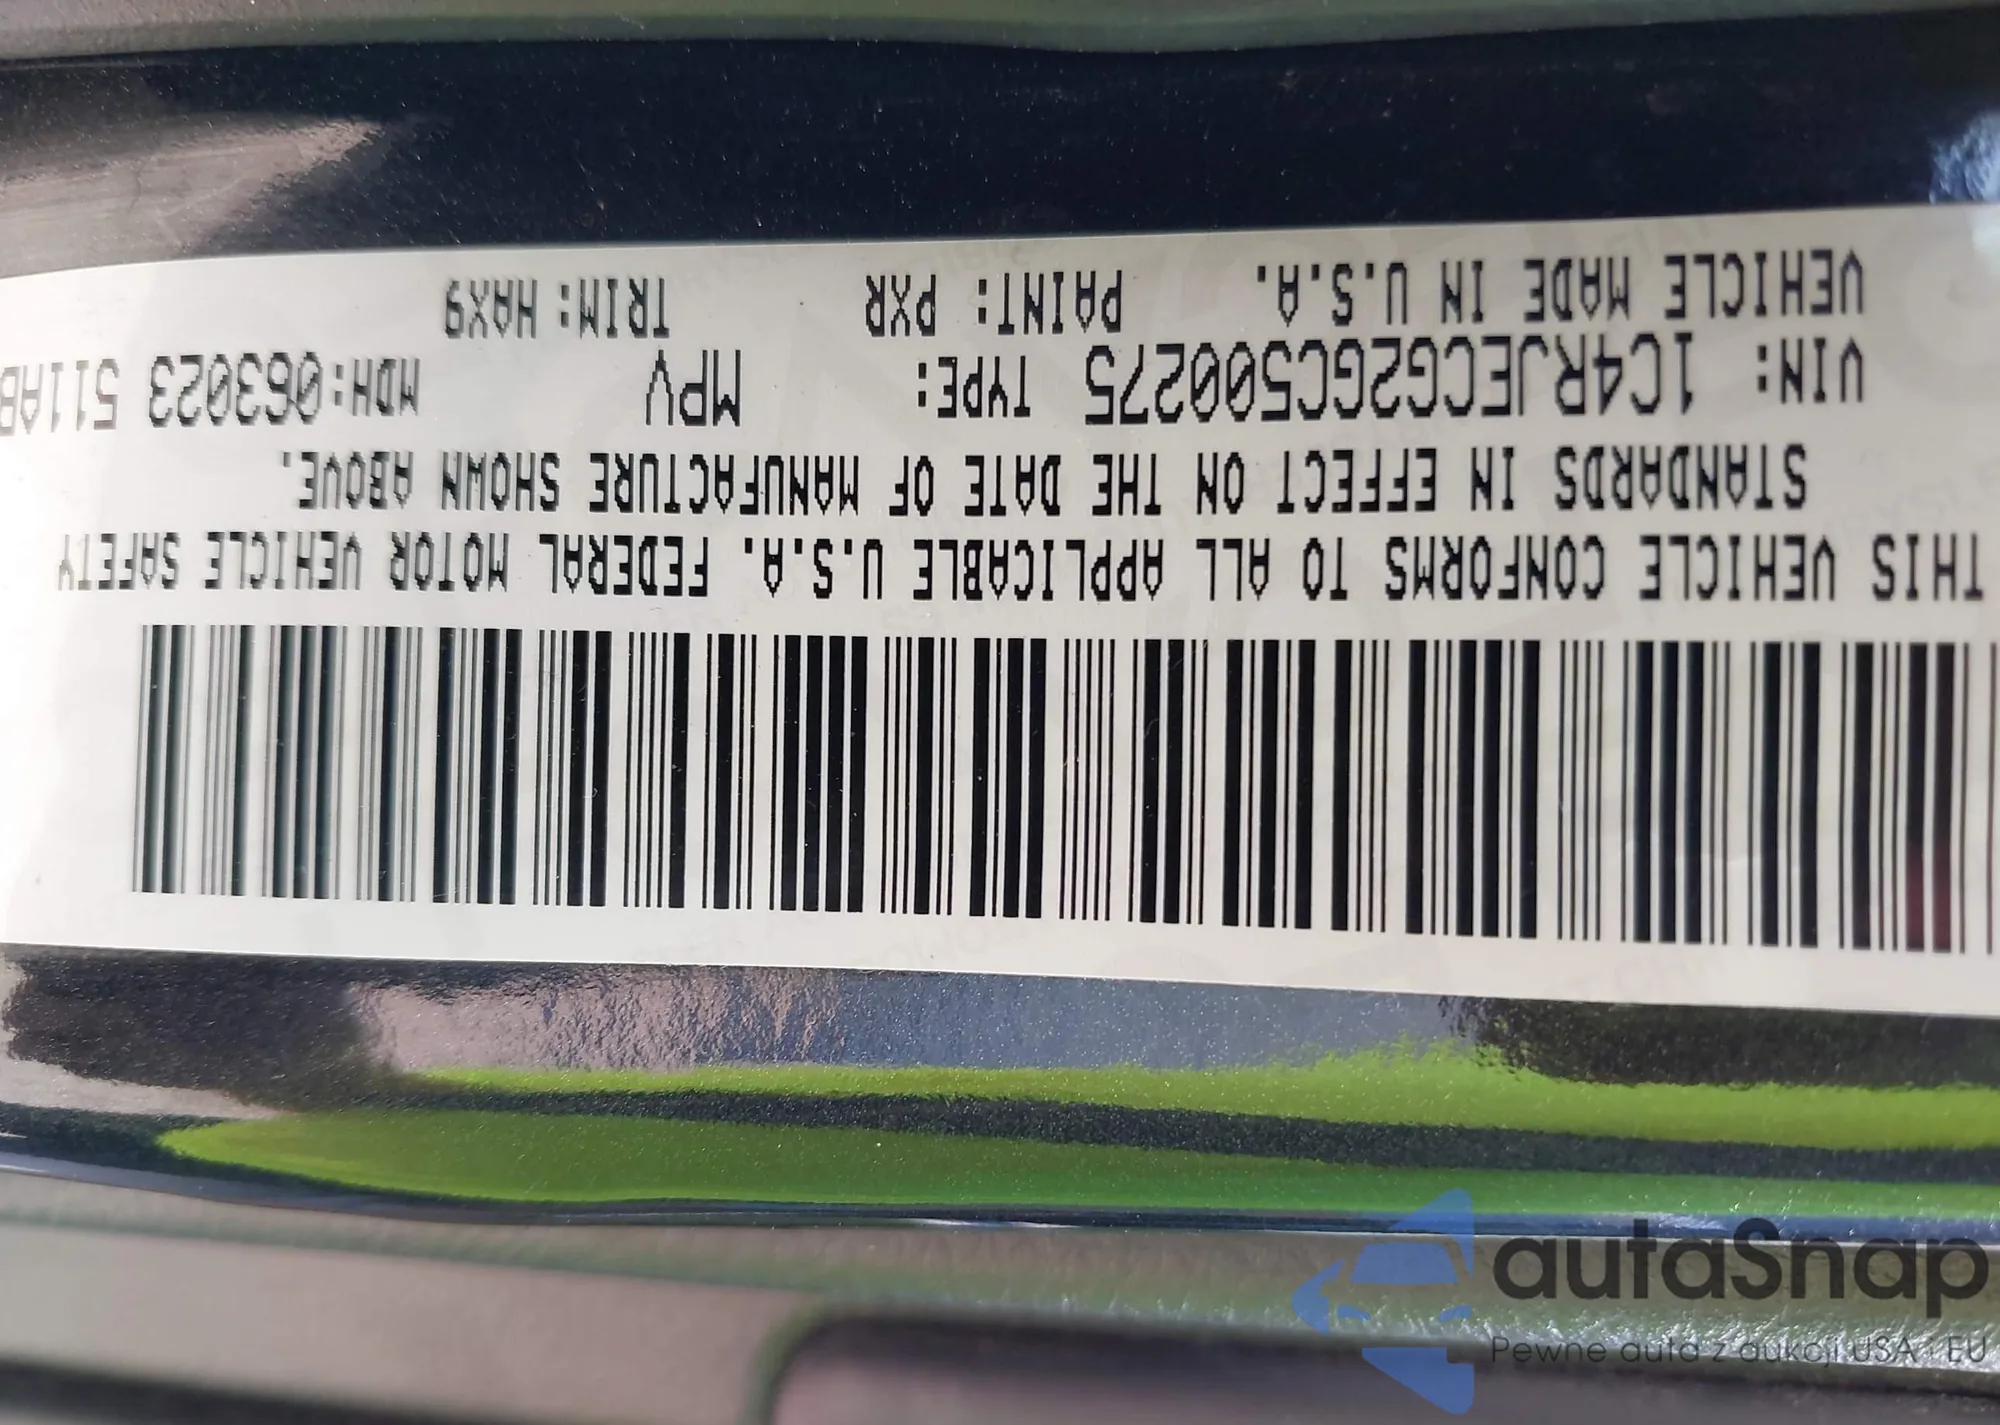 THIS VEHICLE CONFORMS TO ALL APPLICABLE U.S.A. FEDERAL MOTOR VEHICLE SAFETY
STANDARDS IN EFFECT ON THE DATE OF MANUFACTURE SHOWN ABOVE.
VIN: 1C4RJECG2GC500275 TYPE: MPV MDH:063023 511AB
VEHICLE MADE IN U.S.A. PAINT: PXR TRIM:HAX9
autaSnap
Pewne auta z aukcji USA i EU